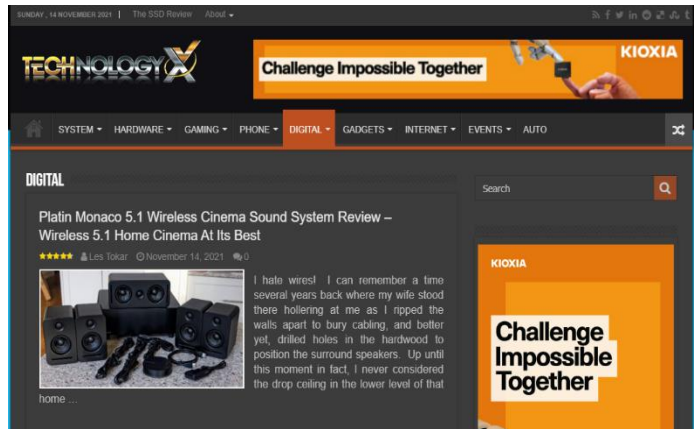 SUNDAY , 14 NOVEMBER 2021 | The SSD Review About
TECHNOLOGY X
Challenge Impossible Together
KIOXIA
SYSTEM HARDWARE GAMING PHONE DIGITAL GADGETS INTERNET EVENTS AUTO
DIGITAL
Platin Monaco 5.1 Wireless Cinema Sound System Review –
Wireless 5.1 Home Cinema At Its Best
Les Tokar November 14, 2021 0
I hate wires! I can remember a time
several years back where my wife stood
there hollering at me as I ripped the
walls apart to bury cabling, and better
yet, drilled holes in the hardwood to
position the surround speakers. Up until
this moment in fact, I never considered
the drop ceiling in the lower level of that
home ...
Search
KIOXIA
Challenge
Impossible
Together